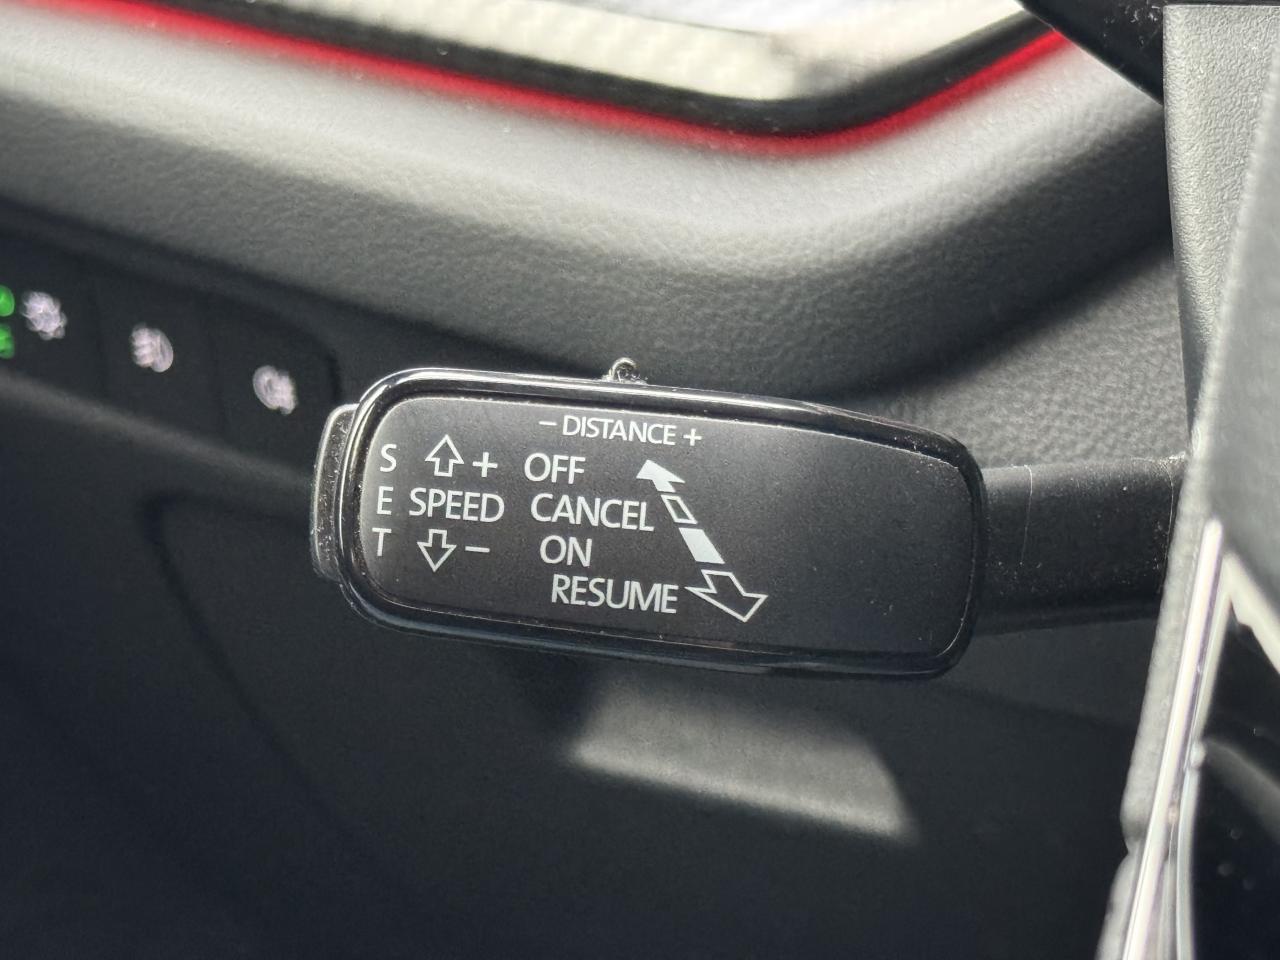 – DISTANCE +
S + OFF
E SPEED CANCEL
T – ON
RESUME